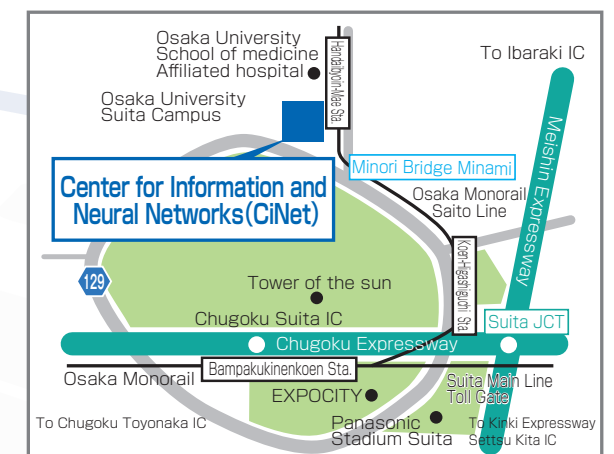 Osaka University
School of medicine
Affiliated hospital
Handaibyoin-Mae Sta.
To Ibaraki IC
Osaka University
Suita Campus
Meishin Expressway
Minori Bridge Minami
Center for Information and
Neural Networks(CiNet)
Osaka Monorail
Saito Line
Koen-Higashiguchi Sta.
129
Tower of the sun
Chugoku Suita IC
Suita JCT
Chugoku Expressway
Osaka Monorail
Bampakukinenkoen Sta.
Suita Main Line
Toll Gate
EXPOCITY
To Chugoku Toyonaka IC
Panasonic
Stadium Suita
To Kinki Expressway
Settsu Kita IC